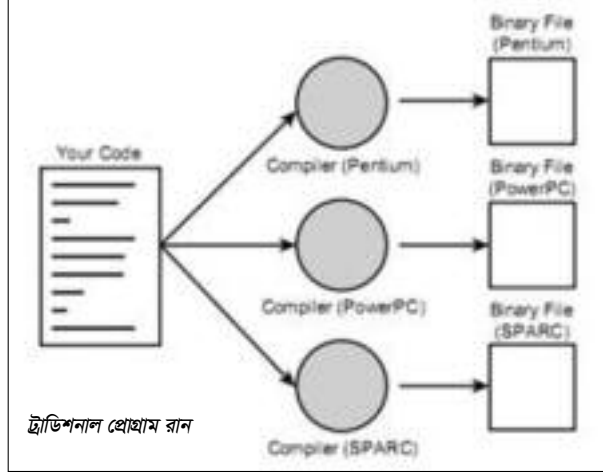 Binary File
(Pentium)
Your Code
Compiler (Pentium)
Binary File
(PowerPC)
Compiler (PowerPC)
Binary File
(SPARC)
ট্রাডিশনাল প্রোগ্রাম রান
Compiler (SPARC)